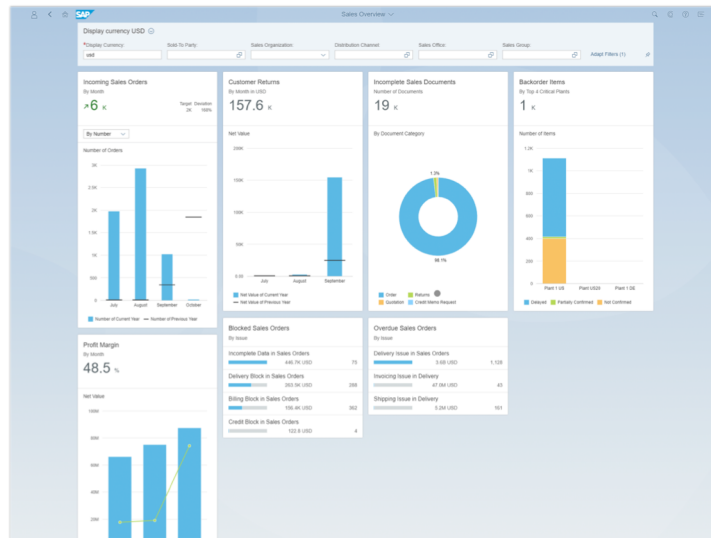 SAP
Sales Overview
Display currency USD
*Display Currency:
Sold-To Party:
Sales Organization:
Distribution Channel:
Sales Office:
Sales Group:
usd
Adapt Filters (1)
Incoming Sales Orders
By Month
6 K
Target Deviation
2K 168%
By Number
Number of Orders
3K
2.5K
2K
1.5K
1K
500
0
July
August
September
October
Number of Current Year
Number of Previous Year
Customer Returns
By Month in USD
157.6 K
Net Value
200K
150K
100K
50K
0.00
July
August
September
Net Value of Current Year
Net Value of Previous Year
Incomplete Sales Documents
Number of Documents
19 K
By Document Category
1.3%
98.1%
Order
Returns
Quotation
Credit Items Request
Backorder Items
By Top 4 Critical Plants
1 K
Number of Items
1.2K
1K
800
600
400
200
0
Plant 1 US
Plant US20
Plant 1 DE
Delayed
Partially Confirmed
Not Confirmed
Profit Margin
By Month
48.5 %
Net Value
100M
80M
60M
40M
20M
Blocked Sales Orders
By Issue
Incomplete Data in Sales Orders
446.7K USD 75
Delivery Block in Sales Orders
263.9K USD 288
Billing Block in Sales Orders
156.4K USD 362
Credit Block in Sales Orders
122.8 USD 4
Overdue Sales Orders
By Issue
Delivery Issue in Sales Orders
5.6B USD 1,128
Invoicing Issue in Delivery
47.0M USD 43
Shipping Issue in Delivery
5.2M USD 161